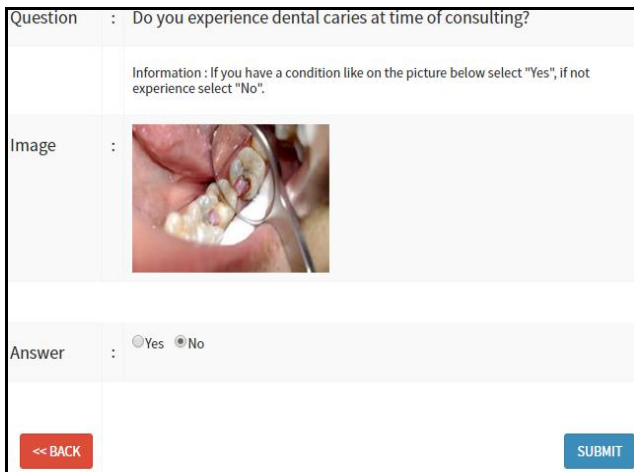 Question : Do you experience dental caries at time of consulting?
Information : If you have a condition like on the picture below select "Yes", if not
experience select "No".
Image :
Answer : Yes No
<< BACK SUBMIT